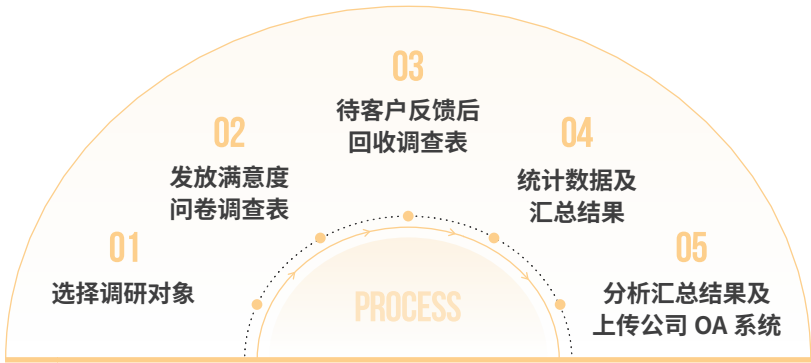 01
选择调研对象
02
发放满意度
问卷调查表
03
待客户反馈后
回收调查表
04
统计数据及
汇总结果
05
分析汇总结果及
上传公司 OA 系统
PROCESS